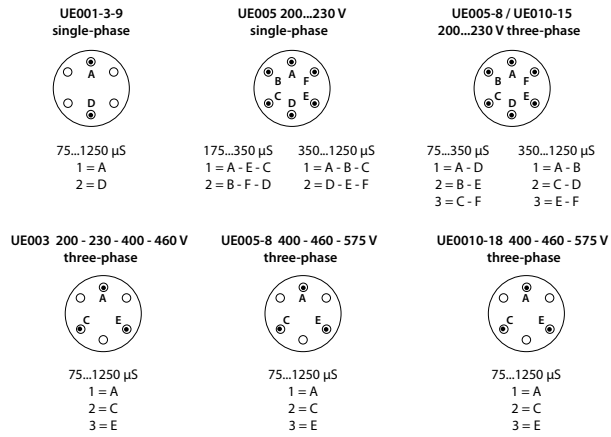 UE001-3-9
single-phase
A
D
75...1250 µS
1 = A
2 = D
UE005 200...230 V
single-phase
A
B F
C E
D
175...350 µS 350...1250 µS
1 = A - E - C 1 = A - B - C
2 = B - F - D 2 = D - E - F
UE005-8 / UE010-15
200...230 V three-phase
A
B F
C E
D
75...350 µS 350...1250 µS
1 = A - D 1 = A - B
2 = B - E 2 = C - D
3 = C - F 3 = E - F
UE003 200 - 230 - 400 - 460 V
three-phase
A
C E
75...1250 µS
1 = A
2 = C
3 = E
UE005-8 400 - 460 - 575 V
three-phase
A
C E
75...1250 µS
1 = A
2 = C
3 = E
UE0010-18 400 - 460 - 575 V
three-phase
A
C E
75...1250 µS
1 = A
2 = C
3 = E